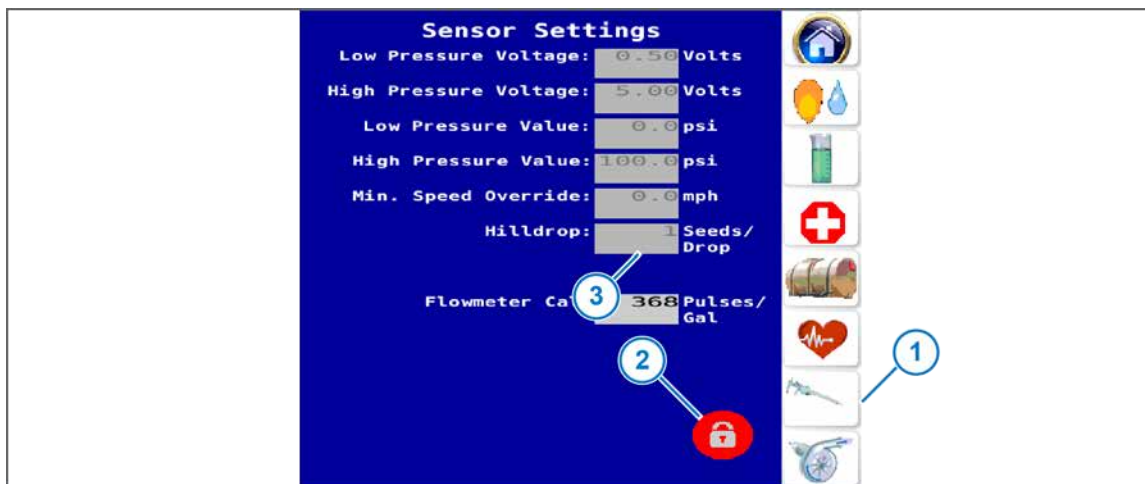 Sensor Settings
Low Pressure Voltage: 0.50 Volts
High Pressure Voltage: 5.00 Volts
Low Pressure Value: 0.0 psi
High Pressure Value: 100.0 psi
Min. Speed Override: 0.0 mph
Hilldrop: 1 Seeds/
Drop
3
Flowmeter Ca 368 Pulses/
Gal
2
1